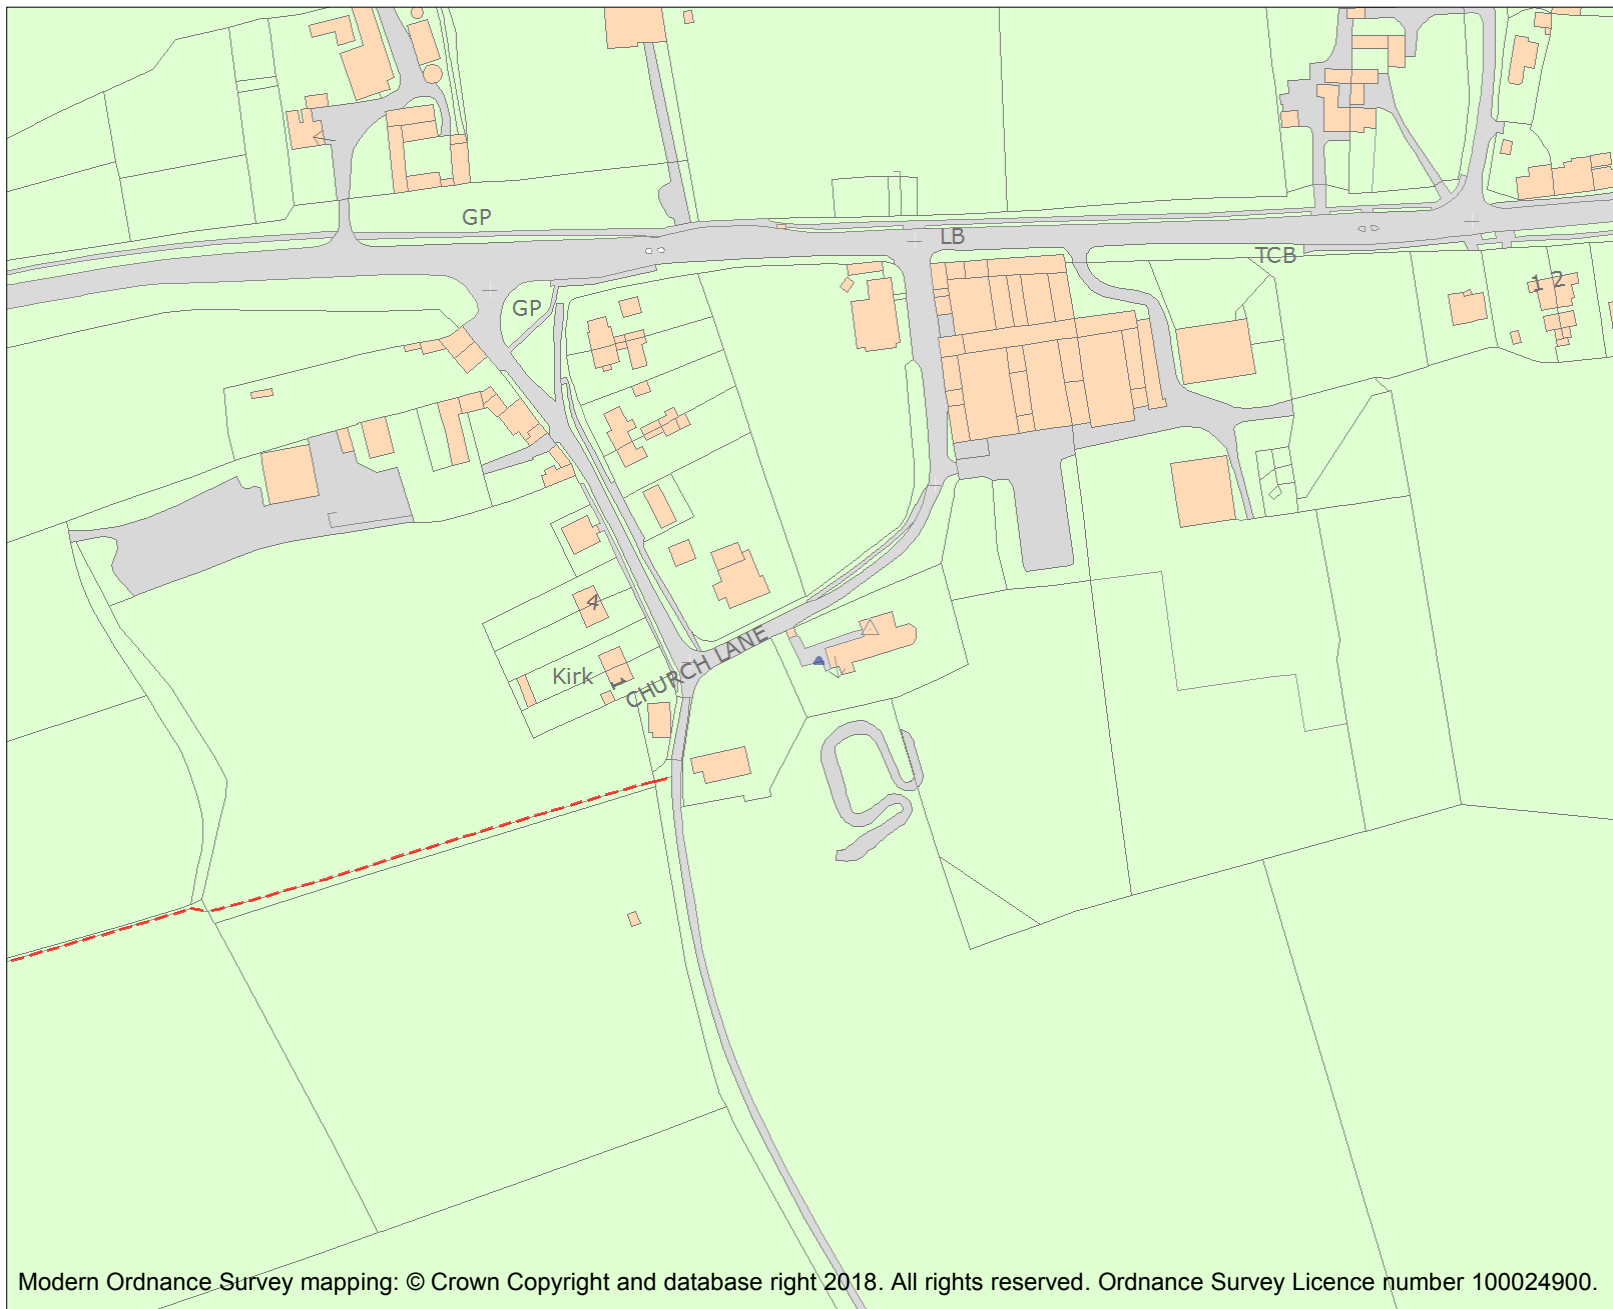 GP
LB
TCB
GP
1 2
4
Kirk
1
CHURCH LANE
Modern Ordnance Survey mapping: © Crown Copyright and database right 2018. All rights reserved. Ordnance Survey Licence number 100024900.